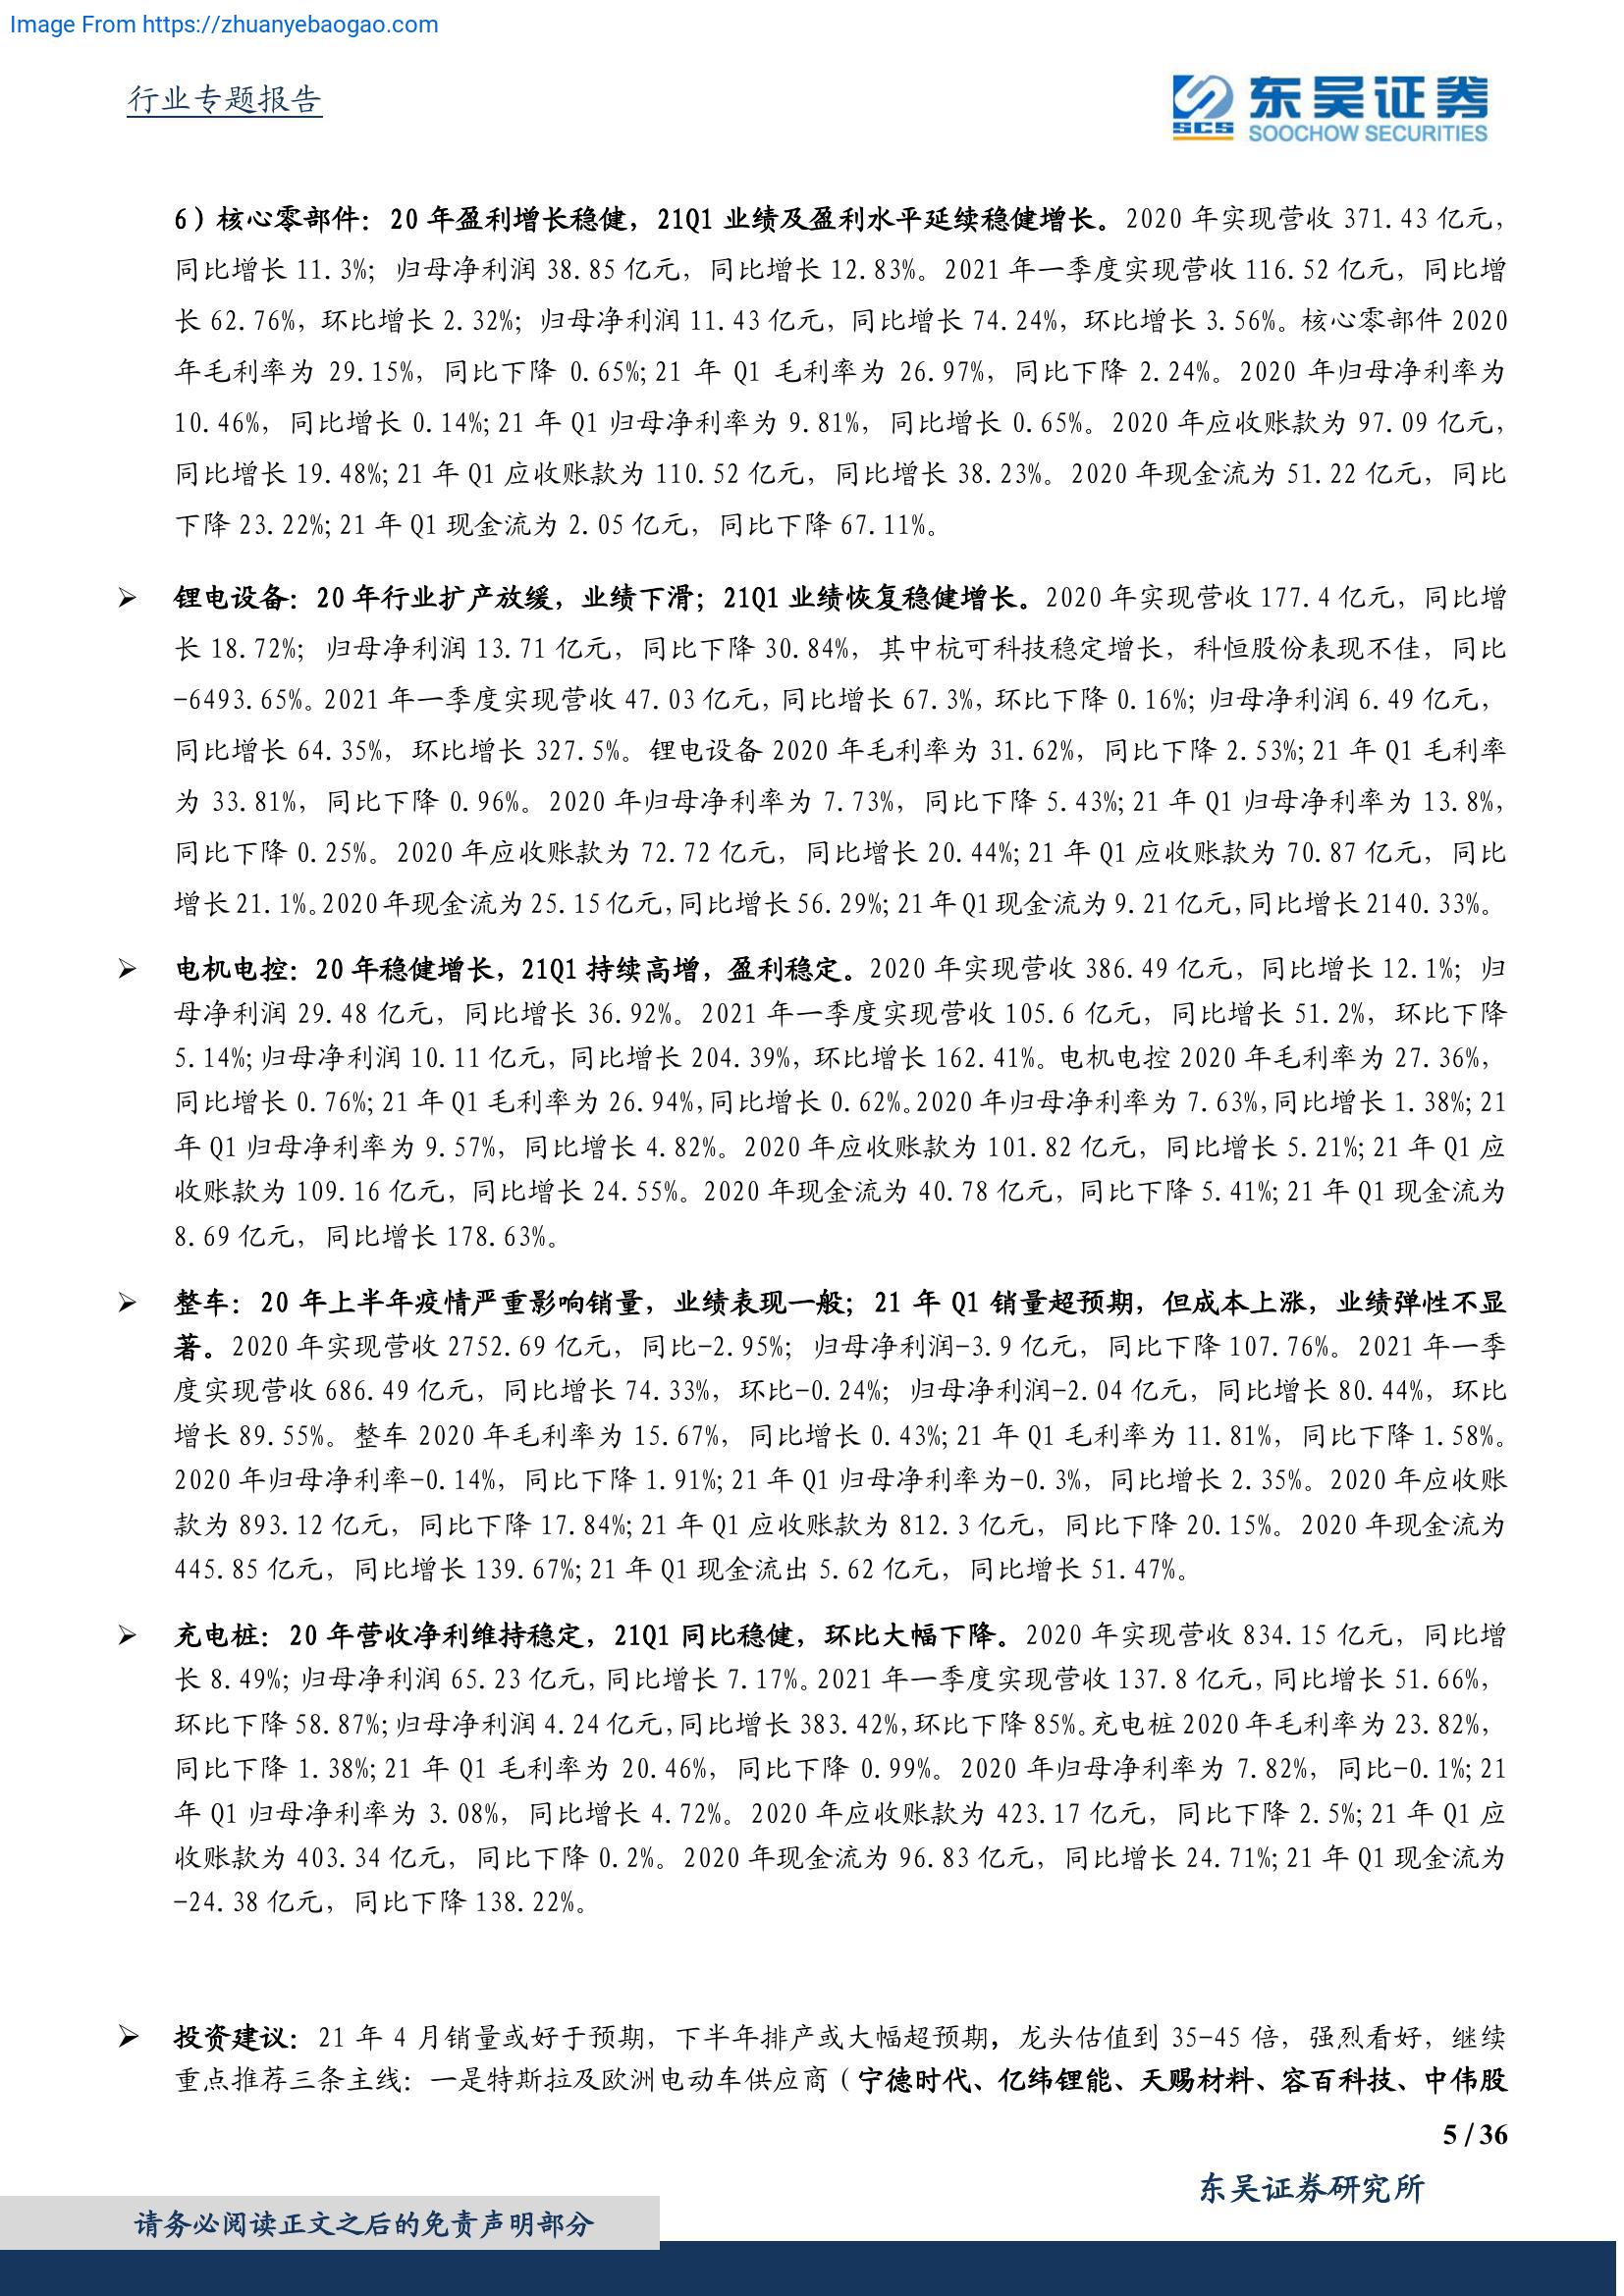 Image From https://zhuanyebaogao.com
行业专题报告
SCS 东吴证券
SOOCHOW SECURITIES
6）核心零部件：20 年盈利增长稳健，21Q1 业绩及盈利水平延续稳健增长。2020 年实现营收 371.43 亿元，
同比增长 11.3%；归母净利润 38.85 亿元，同比增长 12.83%。2021 年一季度实现营收 116.52 亿元，同比增
长 62.76%，环比增长 2.32%；归母净利润 11.43 亿元，同比增长 74.24%，环比增长 3.56%。核心零部件 2020
年毛利率为 29.15%，同比下降 0.65%;21 年 Q1 毛利率为 26.97%，同比下降 2.24%。2020 年归母净利率为
10.46%，同比增长 0.14%;21 年 Q1 归母净利率为 9.81%，同比增长 0.65%。2020 年应收账款为 97.09 亿元，
同比增长 19.48%;21 年 Q1 应收账款为 110.52 亿元，同比增长 38.23%。2020 年现金流为 51.22 亿元，同比
下降 23.22%;21 年 Q1 现金流为 2.05 亿元，同比下降 67.11%。
➢ 锂电设备：20 年行业扩产放缓，业绩下滑；21Q1 业绩恢复稳健增长。2020 年实现营收 177.4 亿元，同比增
长 18.72%；归母净利润 13.71 亿元，同比下降 30.84%，其中杭可科技稳定增长，科恒股份表现不佳，同比
-6493.65%。2021 年一季度实现营收 47.03 亿元，同比增长 67.3%，环比下降 0.16%；归母净利润 6.49 亿元，
同比增长 64.35%，环比增长 327.5%。锂电设备 2020 年毛利率为 31.62%，同比下降 2.53%;21 年 Q1 毛利率
为 33.81%，同比下降 0.96%。2020 年归母净利率为 7.73%，同比下降 5.43%;21 年 Q1 归母净利率为 13.8%，
同比下降 0.25%。2020 年应收账款为 72.72 亿元，同比增长 20.44%;21 年 Q1 应收账款为 70.87 亿元，同比
增长 21.1%。2020 年现金流为 25.15 亿元，同比增长 56.29%;21 年 Q1 现金流为 9.21 亿元，同比增长 2140.33%。
➢ 电机电控：20 年稳健增长，21Q1 持续高增，盈利稳定。2020 年实现营收 386.49 亿元，同比增长 12.1%；归
母净利润 29.48 亿元，同比增长 36.92%。2021 年一季度实现营收 105.6 亿元，同比增长 51.2%，环比下降
5.14%;归母净利润 10.11 亿元，同比增长 204.39%，环比增长 162.41%。电机电控 2020 年毛利率为 27.36%，
同比增长 0.76%;21 年 Q1 毛利率为 26.94%，同比增长 0.62%。2020 年归母净利率为 7.63%，同比增长 1.38%;21
年 Q1 归母净利率为 9.57%，同比增长 4.82%。2020 年应收账款为 101.82 亿元，同比增长 5.21%;21 年 Q1 应
收账款为 109.16 亿元，同比增长 24.55%。2020 年现金流为 40.78 亿元，同比下降 5.41%;21 年 Q1 现金流为
8.69 亿元，同比增长 178.63%。
➢ 整车：20 年上半年疫情严重影响销量，业绩表现一般；21 年 Q1 销量超预期，但成本上涨，业绩弹性不显
著。2020 年实现营收 2752.69 亿元，同比-2.95%；归母净利润-3.9 亿元，同比下降 107.76%。2021 年一季
度实现营收 686.49 亿元，同比增长 74.33%，环比-0.24%；归母净利润-2.04 亿元，同比增长 80.44%，环比
增长 89.55%。整车 2020 年毛利率为 15.67%，同比增长 0.43%;21 年 Q1 毛利率为 11.81%，同比下降 1.58%。
2020 年归母净利率-0.14%，同比下降 1.91%;21 年 Q1 归母净利率为-0.3%，同比增长 2.35%。2020 年应收账
款为 893.12 亿元，同比下降 17.84%;21 年 Q1 应收账款为 812.3 亿元，同比下降 20.15%。2020 年现金流为
445.85 亿元，同比增长 139.67%;21 年 Q1 现金流出 5.62 亿元，同比增长 51.47%。
➢ 充电桩：20 年营收净利维持稳定，21Q1 同比稳健，环比大幅下降。2020 年实现营收 834.15 亿元，同比增
长 8.49%；归母净利润 65.23 亿元，同比增长 7.17%。2021 年一季度实现营收 137.8 亿元，同比增长 51.66%，
环比下降 58.87%;归母净利润 4.24 亿元，同比增长 383.42%，环比下降 85%。充电桩 2020 年毛利率为 23.82%，
同比下降 1.38%;21 年 Q1 毛利率为 20.46%，同比下降 0.99%。2020 年归母净利率为 7.82%，同比-0.1%;21
年 Q1 归母净利率为 3.08%，同比增长 4.72%。2020 年应收账款为 423.17 亿元，同比下降 2.5%;21 年 Q1 应
收账款为 403.34 亿元，同比下降 0.2%。2020 年现金流为 96.83 亿元，同比增长 24.71%;21 年 Q1 现金流为
-24.38 亿元，同比下降 138.22%。
➢ 投资建议：21 年 4 月销量或好于预期，下半年排产或大幅超预期，龙头估值到 35-45 倍，强烈看好，继续
重点推荐三条主线：一是特斯拉及欧洲电动车供应商（宁德时代、亿纬锂能、天赐材料、容百科技、中伟股
5 / 36
东吴证券研究所
请务必阅读正文之后的免责声明部分